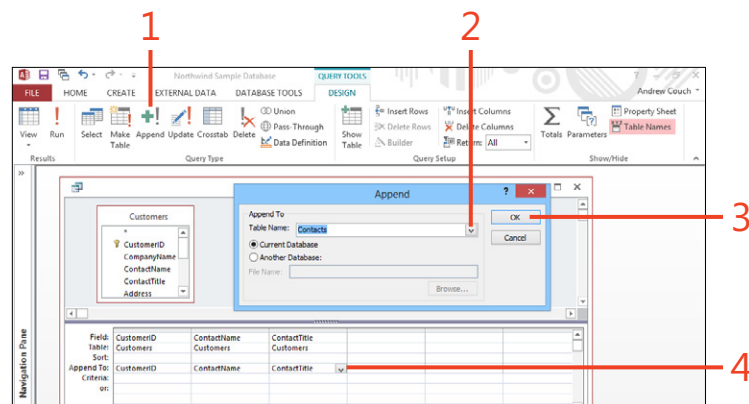 1 2
Northwind Sample Database QUERY TOOLS ? X
FILE HOME CREATE EXTERNAL DATA DATABASE TOOLS DESIGN Andrew Couch
View Run Select Make Table Append Update Crosstab Delete Union Pass-Through Data Definition Show Table Insert Rows Delete Rows Builder Insert Columns Delete Columns Return: All Totals Parameters Property Sheet Table Names
Results Query Type Query Setup Show/Hide
Append ? X
Append To
Table Name: Contacts
Current Database
Another Database:
File Name:
Browse...
OK
Cancel
3
Customers
*
CustomerID
CompanyName
ContactName
ContactTitle
Address
Navigation Pane
Field: CustomerID ContactName ContactTitle
Table: Customers Customers Customers
Sort:
Append To: CustomerID ContactName ContactTitle
4
Criteria:
or: